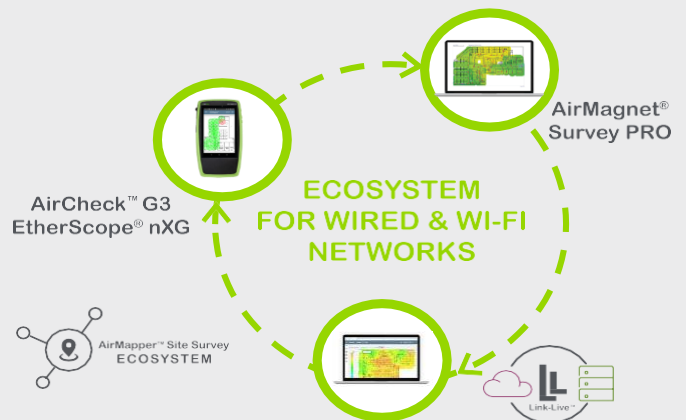 AirMagnet®
Survey PRO
AirCheck™ G3
EtherScope® nXG
ECOSYSTEM
FOR WIRED & WI-FI
NETWORKS
AirMapper™ Site Survey
ECOSYSTEM
LL
Link-Live™